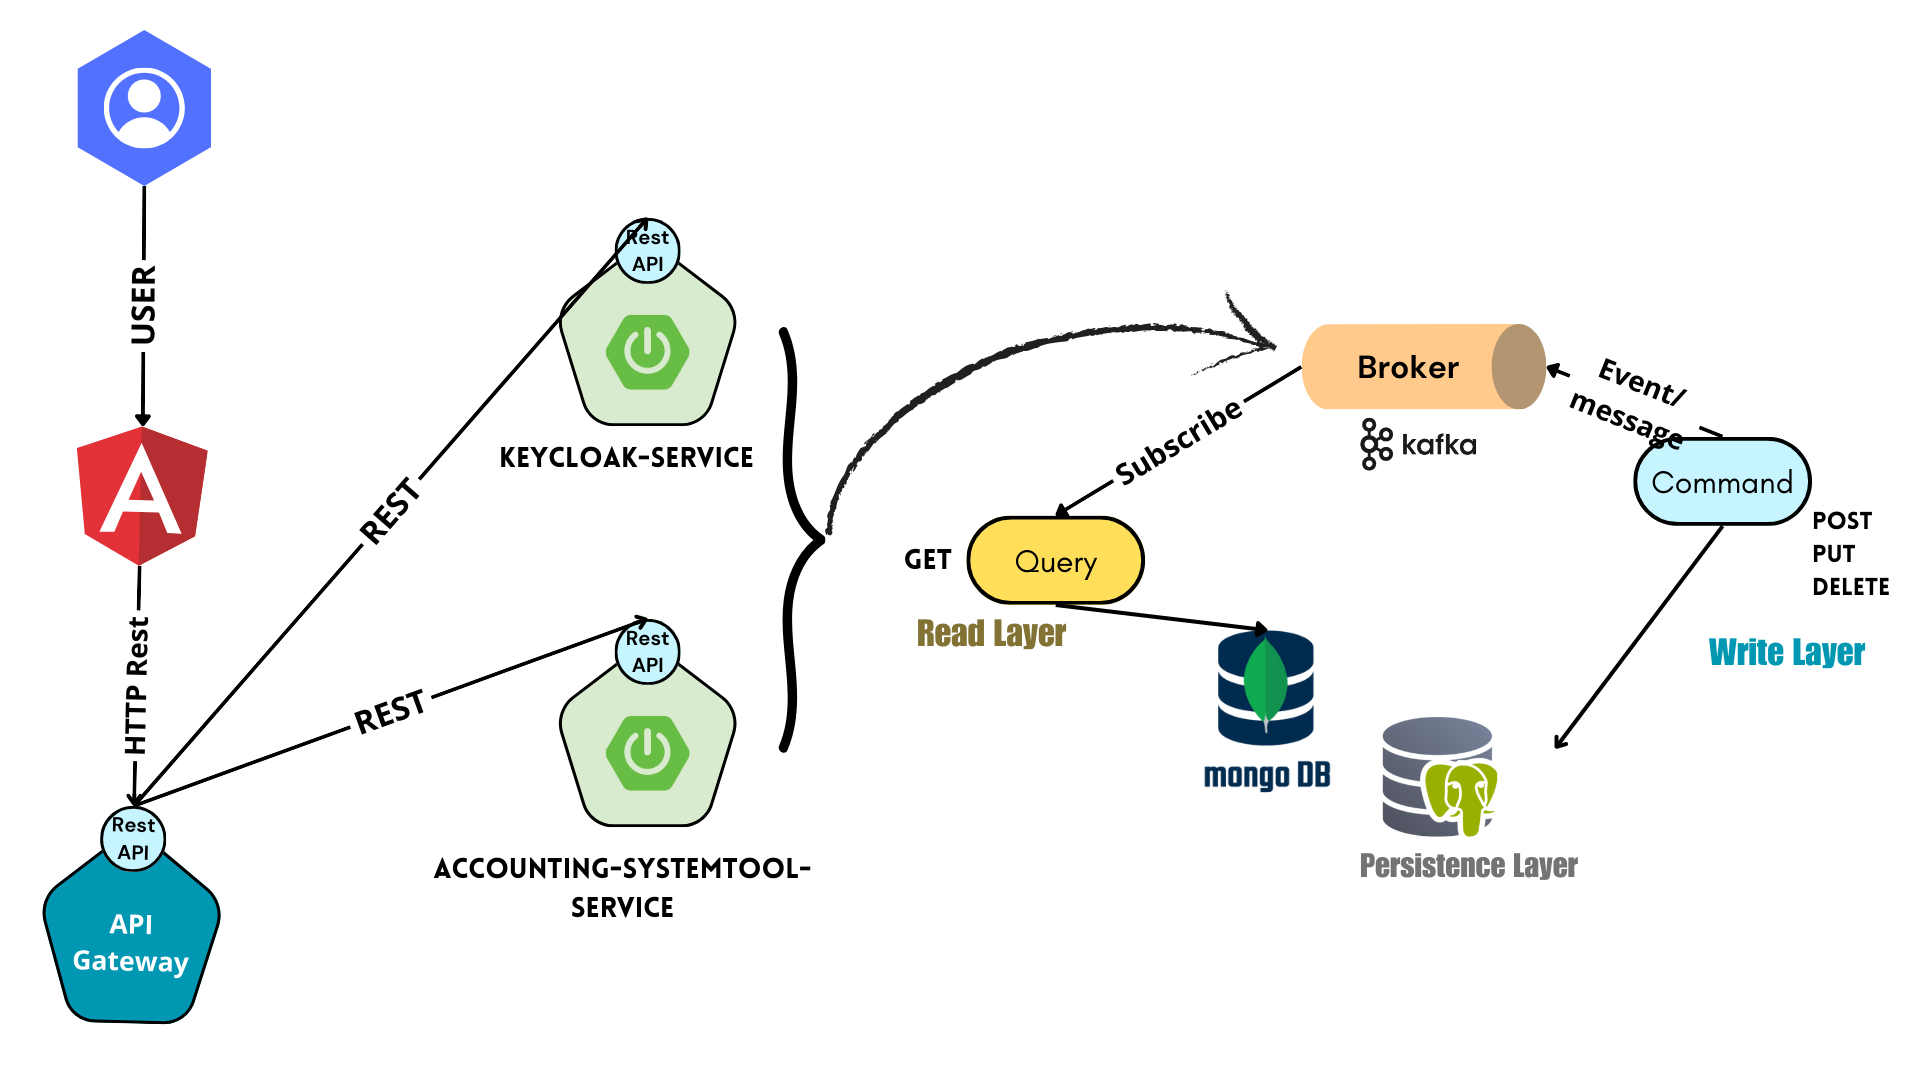 USER
HTTP Rest
Rest
API
API
Gateway
REST
REST
Rest
API
KEYCLOAK-SERVICE
Rest
API
ACCOUNTING-SYSTEMTOOL-
SERVICE
Broker
kafka
Subscribe
Event/
message
GET
Query
Read Layer
mongo DB
Command
POST
PUT
DELETE
Write Layer
Persistence Layer